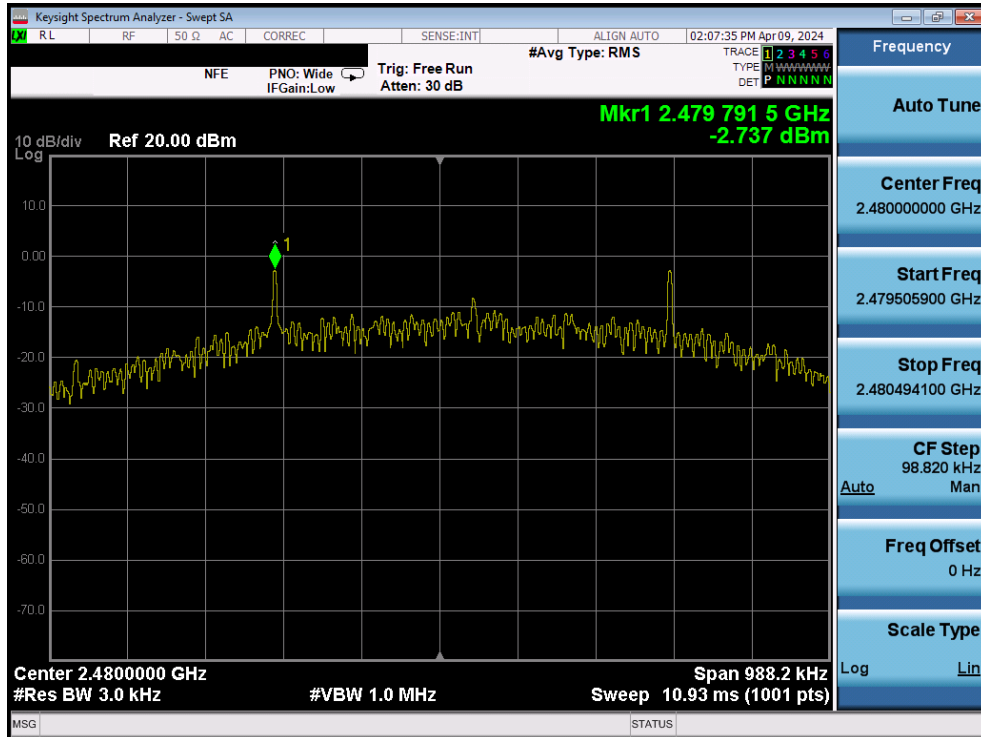 Keysight Spectrum Analyzer - Swept SA
LXI RL RF 50 Ω AC CORREC SENSE:INT ALIGN AUTO 02:07:35 PM Apr 09, 2024
NFE PNO: Wide Trig: Free Run #Avg Type: RMS TRACE 1 2 3 4 5 6
IFGain:Low Atten: 30 dB TYPE M WWWWW
DET P N N N N N
Mkr1 2.479 791 5 GHz
-2.737 dBm
10 dB/div Ref 20.00 dBm
Log
1
10.0
0.00
-10.0
-20.0
-30.0
-40.0
-50.0
-60.0
-70.0
Center 2.4800000 GHz Span 988.2 kHz
#Res BW 3.0 kHz #VBW 1.0 MHz Sweep 10.93 ms (1001 pts)
MSG STATUS
Frequency
Auto Tune
Center Freq
2.480000000 GHz
Start Freq
2.479505900 GHz
Stop Freq
2.480494100 GHz
CF Step
98.820 kHz
Auto Man
Freq Offset
0 Hz
Scale Type
Log Lin